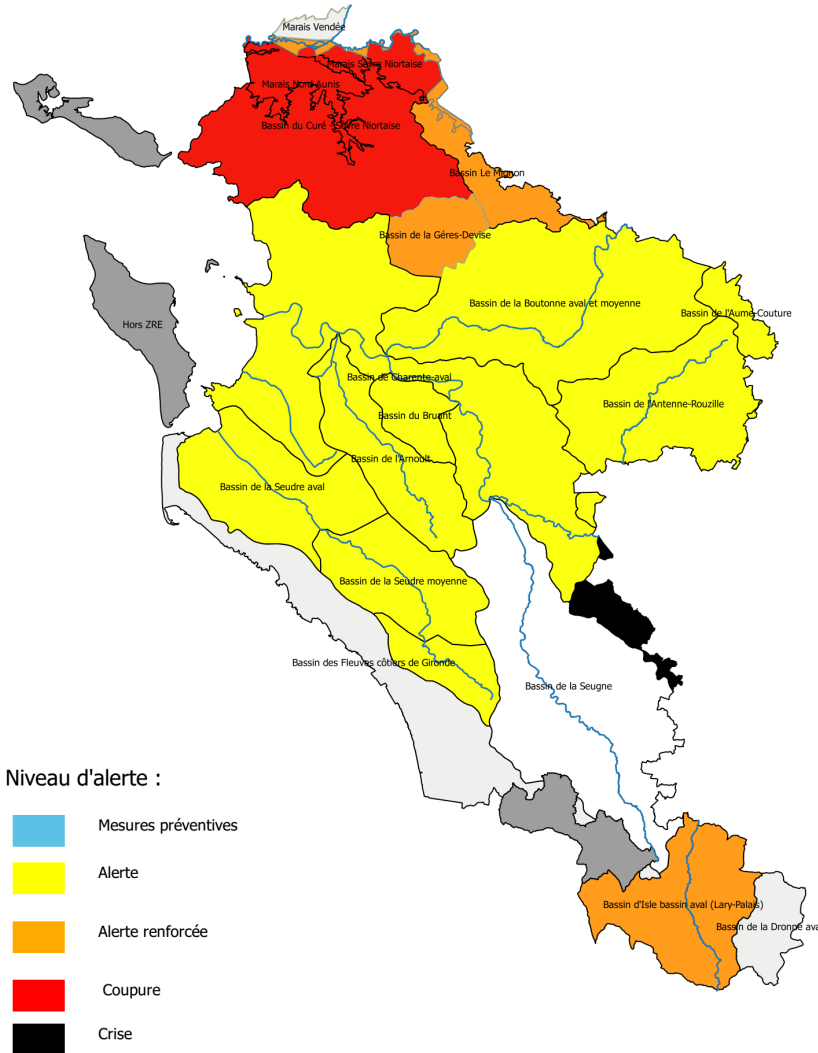 Marais Vendée
Marais Sèvre Niortaise
Marais Nord Aunis
Bassin du Curé - Sèvre Niortaise
Bassin Le Mignon
Bassin de la Géres-Devise
Bassin de la Boutonne aval et moyenne
Bassin de l'Aume-Couture
Hors ZRE
Bassin de Charente-aval
Bassin de l'Antenne-Rouzille
Bassin du Bruant
Bassin de l'Arnoult
Bassin de la Seudre aval
Bassin de la Seudre moyenne
Bassin des Fleuves côtiers de Gironde
Bassin de la Seugne
Niveau d'alerte :
Mesures préventives
Alerte
Bassin d'Isle bassin aval (Lary-Palais)
Bassin de la Dronne ava
Alerte renforcée
Coupure
Crise